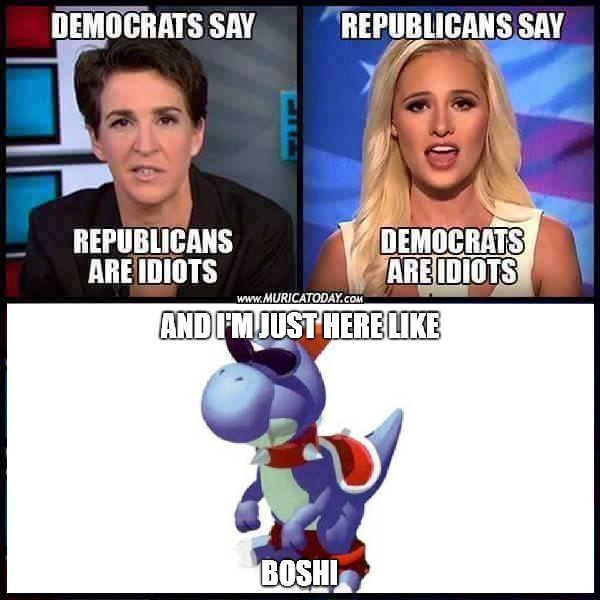 DEMOCRATS SAY
REPUBLICANS
ARE IDIOTS
REPUBLICANS SAY
DEMOCRATS
ARE IDIOTS
WWW.MURICATODAY.COM
AND I'M JUST HERE LIKE
BOSHI